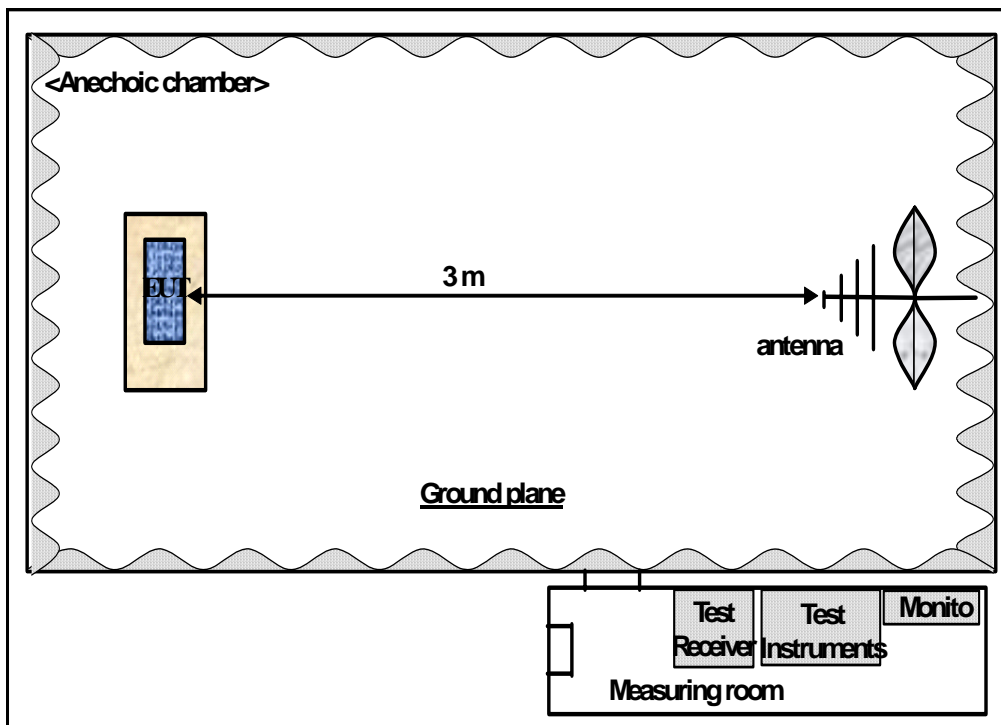 <Anechoic chamber>
EUT
3 m
antenna
Ground plane
Test
Receiver
Test
Instruments
Monito
Measuring room